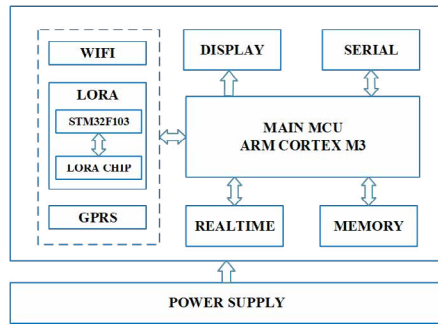 WIFI
DISPLAY
SERIAL
LORA
STM32F103
LORA CHIP
MAIN MCU
ARM CORTEX M3
GPRS
REALTIME
MEMORY
POWER SUPPLY